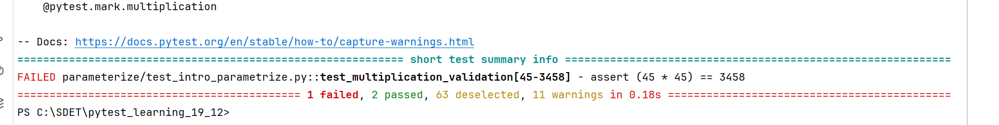 @pytest.mark.multiplication
-- Docs: https://docs.pytest.org/en/stable/how-to/capture-warnings.html
============================================================ short test summary info ============================================================
FAILED parameterize/test_intro_parametrize.py::test_multiplication_validation[45-3458] - assert (45 * 45) == 3458
============================================ 1 failed, 2 passed, 63 deselected, 11 warnings in 0.18s ============================================
PS C:\SDET\pytest_learning_19_12>